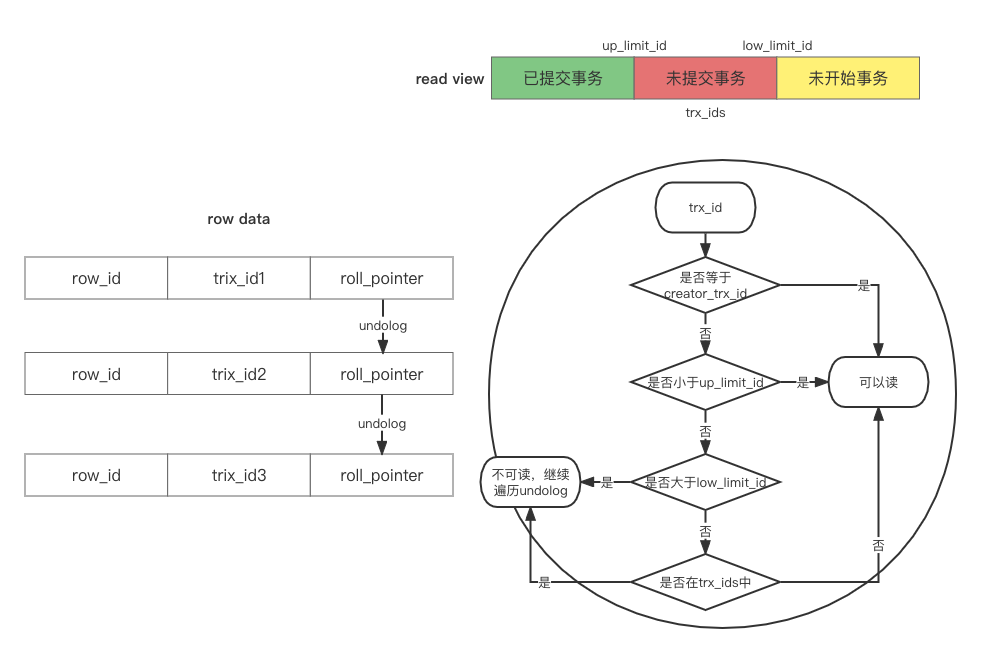 up_limit_id
low_limit_id
read view
已提交事务
未提交事务
未开始事务
trx_ids
row data
row_id
trix_id1
roll_pointer
undolog
row_id
trix_id2
roll_pointer
undolog
row_id
trix_id3
roll_pointer
trx_id
是否等于
creator_trx_id
是
否
是否小于up_limit_id
是
可以读
否
是否大于low_limit_id
是
不可读，继续
遍历undolog
否
是否在trx_ids中
是
否